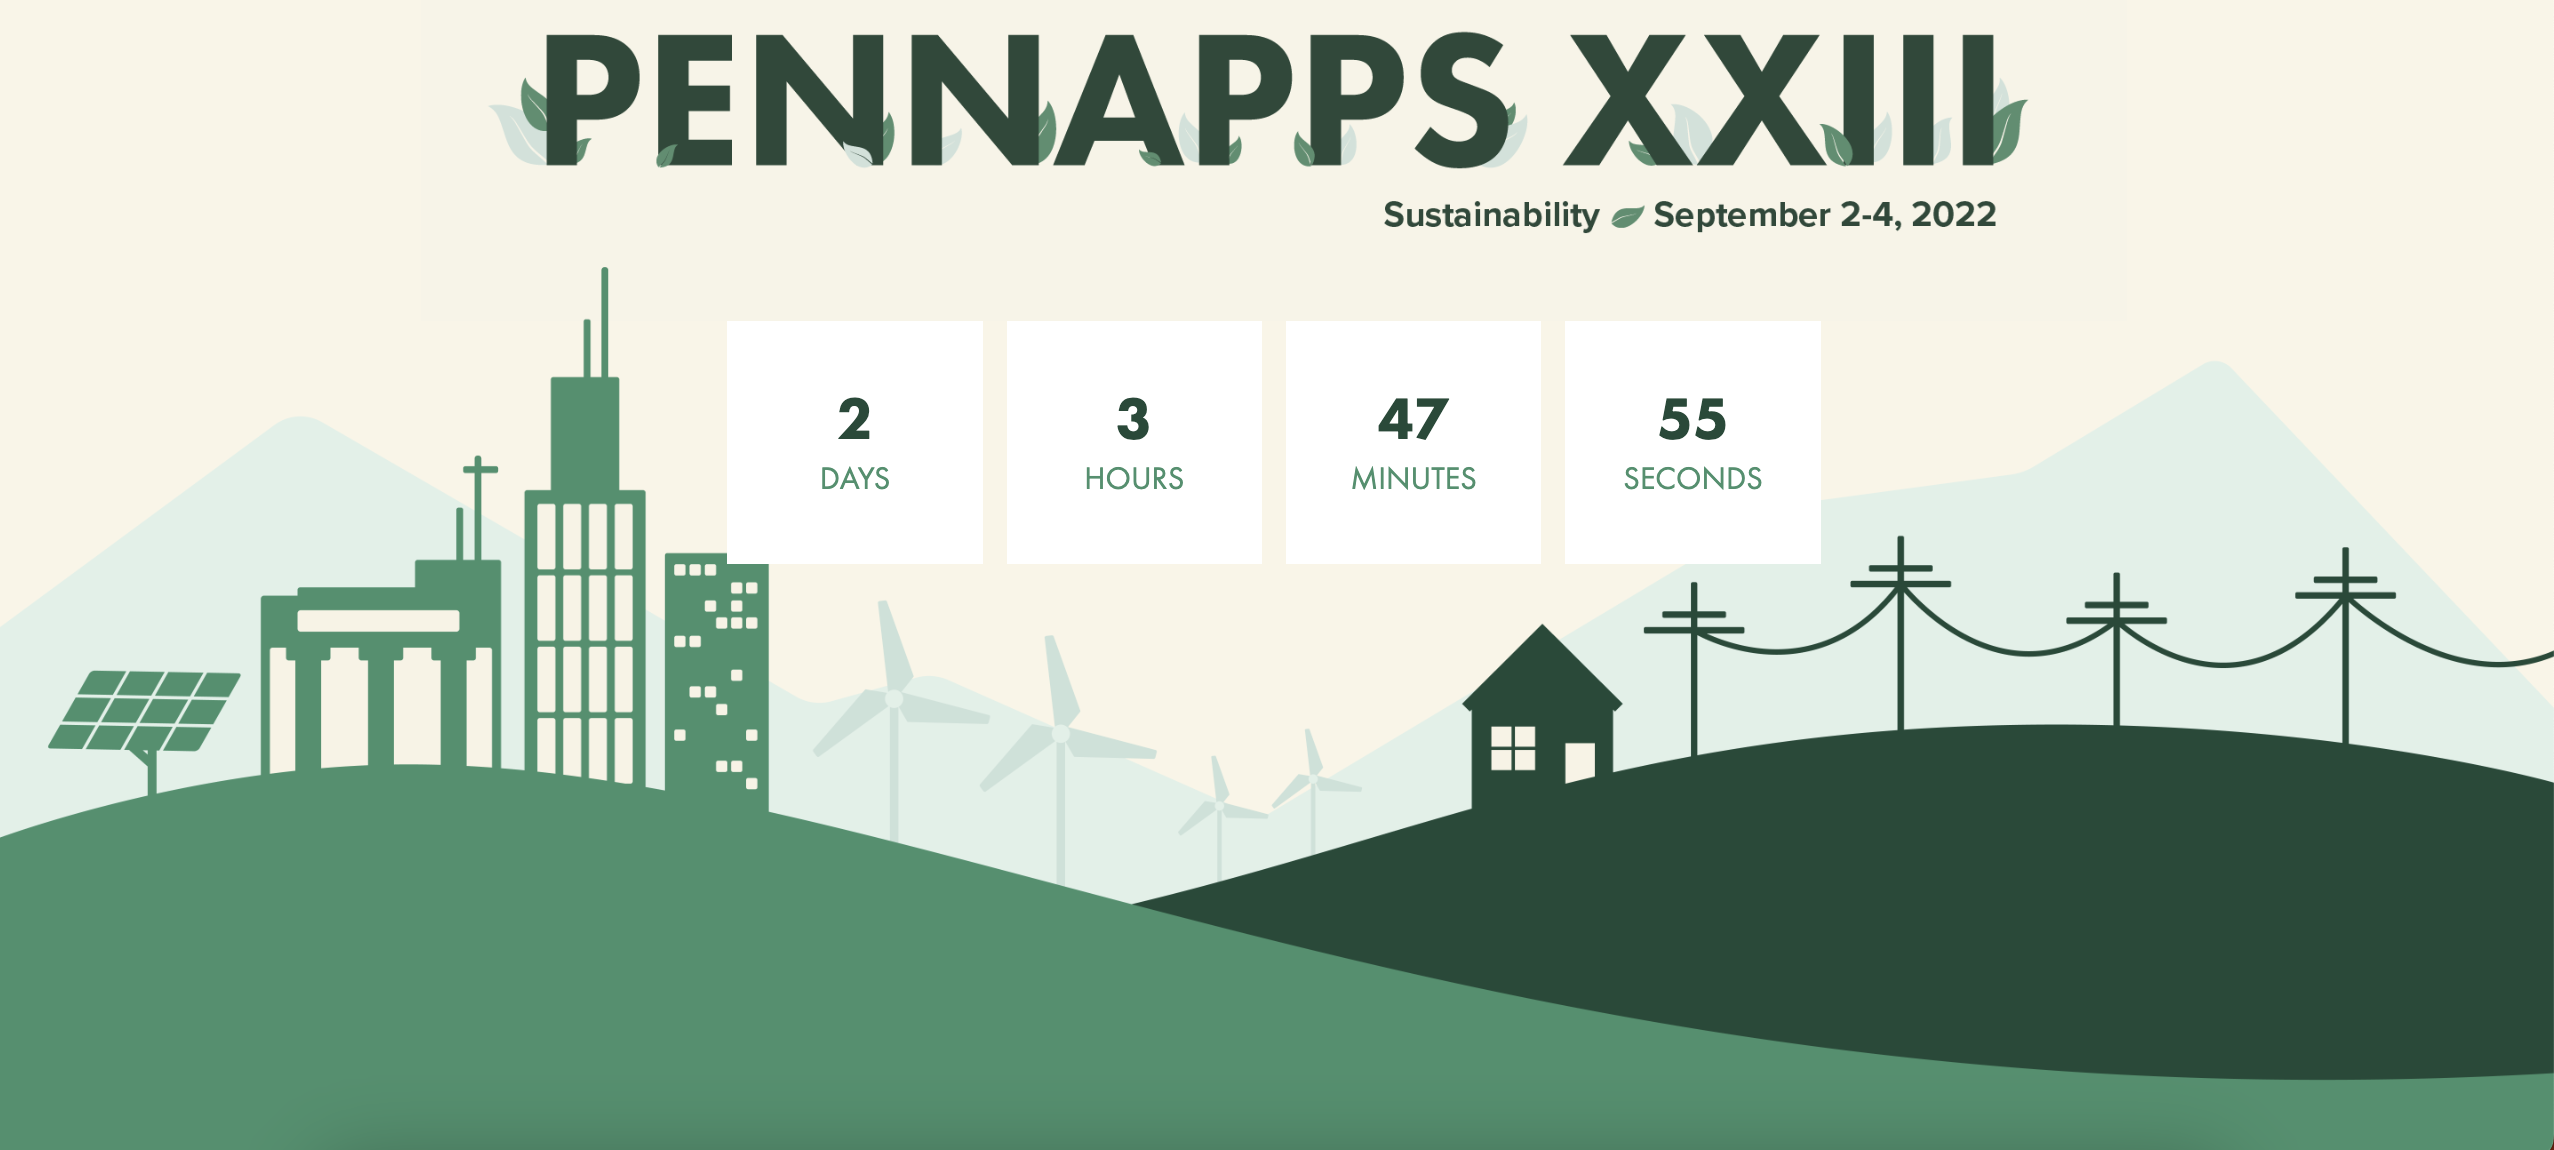 PENNAPPS XXIII
Sustainability September 2-4, 2022
2 3 47 55
DAYS HOURS MINUTES SECONDS